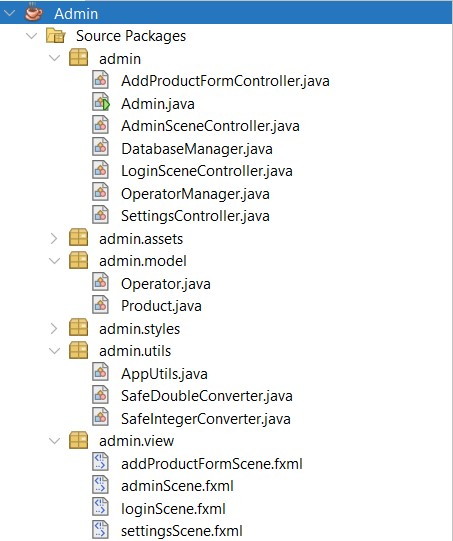 Admin
Source Packages
admin
AddProductFormController.java
Admin.java
AdminSceneController.java
DatabaseManager.java
LoginSceneController.java
OperatorManager.java
SettingsController.java
admin.assets
admin.model
Operator.java
Product.java
admin.styles
admin.utils
AppUtils.java
SafeDoubleConverter.java
SafeIntegerConverter.java
admin.view
addProductFormScene.fxml
adminScene.fxml
loginScene.fxml
settingsScene.fxml